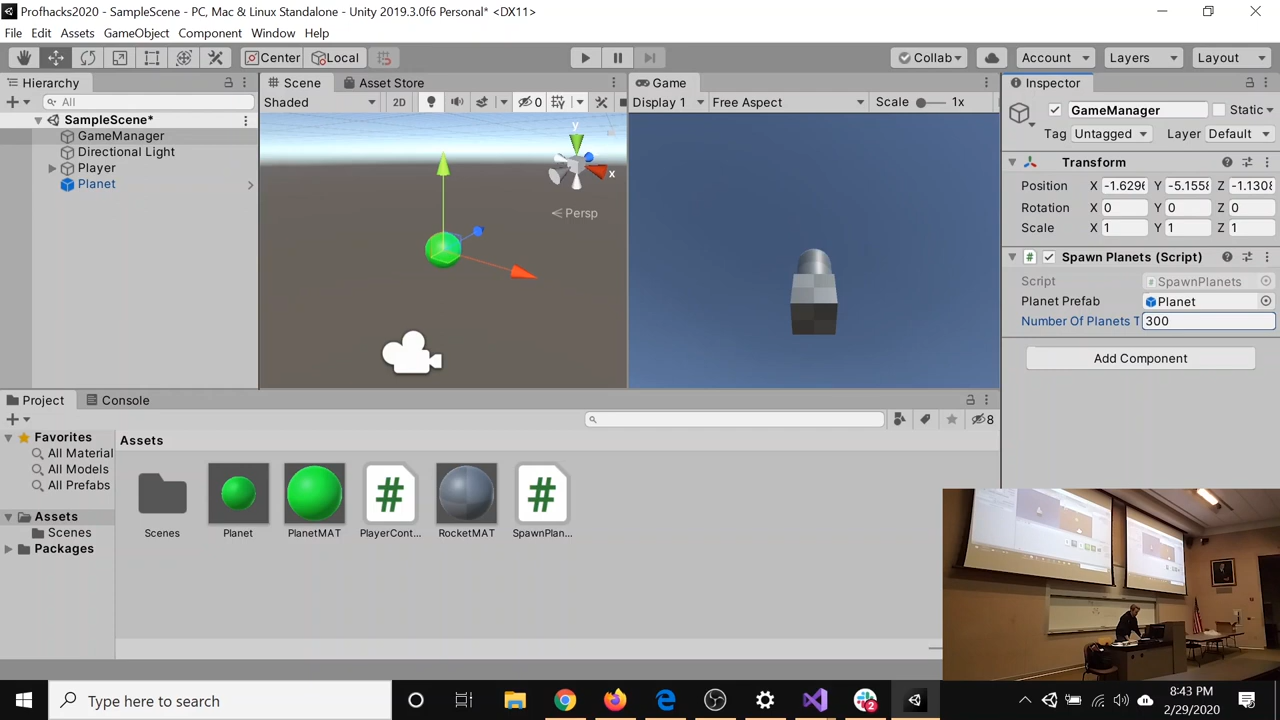 Profhacks2020 - SampleScene - PC, Mac & Linux Standalone - Unity 2019.3.0f6 Personal* <DX11>
File Edit Assets GameObject Component Window Help
Center Local Collab Account Layers Layout
Hierarchy
All
SampleScene*
GameManager
Directional Light
Player
Planet
Scene Asset Store
Shaded 2D 0
y
x
Persp
Game
Display 1 Free Aspect Scale 1x
Inspector
GameManager Static
Tag Untagged Layer Default
Transform
Position X -1.6296 Y -5.1558 Z -1.1308
Rotation X 0 Y 0 Z 0
Scale X 1 Y 1 Z 1
# Spawn Planets (Script)
Script # SpawnPlanets
Planet Prefab Planet
Number Of Planets T 300
Add Component
Project Console
8
Favorites
All Material
All Models
All Prefabs
Assets
Scenes
Packages
Assets
# #
Scenes Planet PlanetMAT PlayerCont... RocketMAT SpawnPlan...
Type here to search
2
8:43 PM
2/29/2020